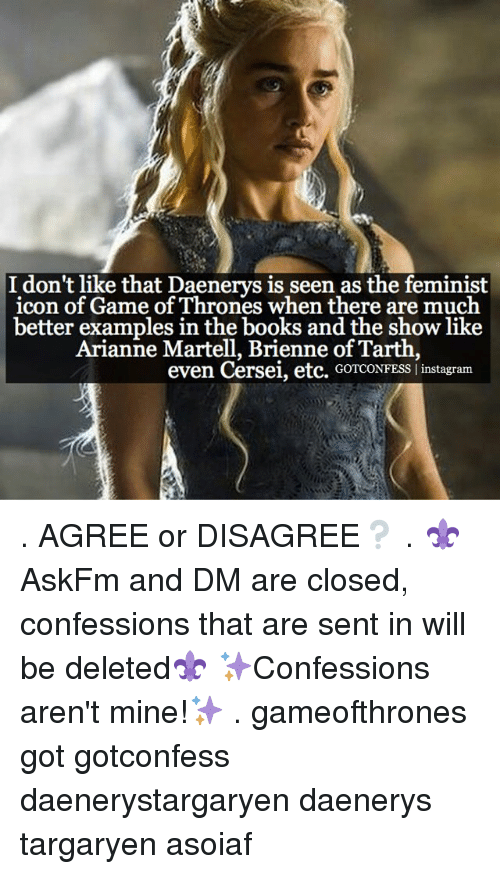 I don't like that Daenerys is seen as the feminist
icon of Game of Thrones when there are much
better examples in the books and the show like
Arianne Martell, Brienne of Tarth,
even Cersei, etc. GOTCONFESS | instagram
. AGREE or DISAGREE❔ . ⚜
AskFm and DM are closed,
confessions that are sent in will
be deleted⚜ ✨Confessions
aren't mine!✨ . gameofthrones
got gotconfess
daenerystargaryen daenerys
targaryen asoiaf